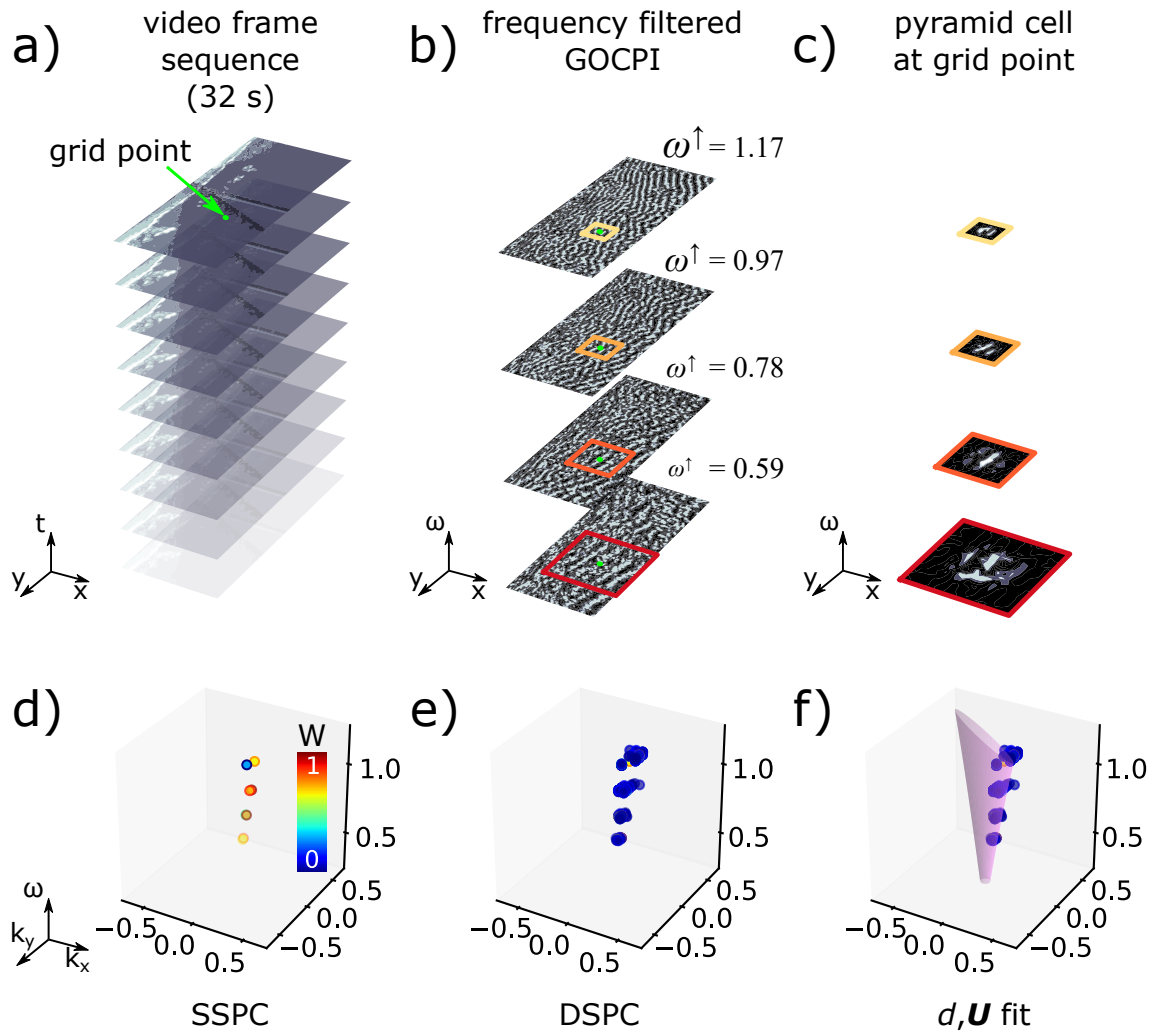 a)
video frame
sequence
(32 s)
grid point
t
y
x
b)
frequency filtered
GOCPI
ω↑ = 1.17
ω↑ = 0.97
ω↑ = 0.78
ω↑ = 0.59
ω
y
x
c)
pyramid cell
at grid point
ω
y
x
d)
W
1
0
1.0
0.5
0.5
0.0
−0.5
−0.5
0.0
0.5
ω
k_y
k_x
SSPC
e)
1.0
0.5
0.5
0.0
−0.5
−0.5
0.0
0.5
DSPC
f)
1.0
0.5
0.5
0.0
−0.5
−0.5
0.0
0.5
d,U fit